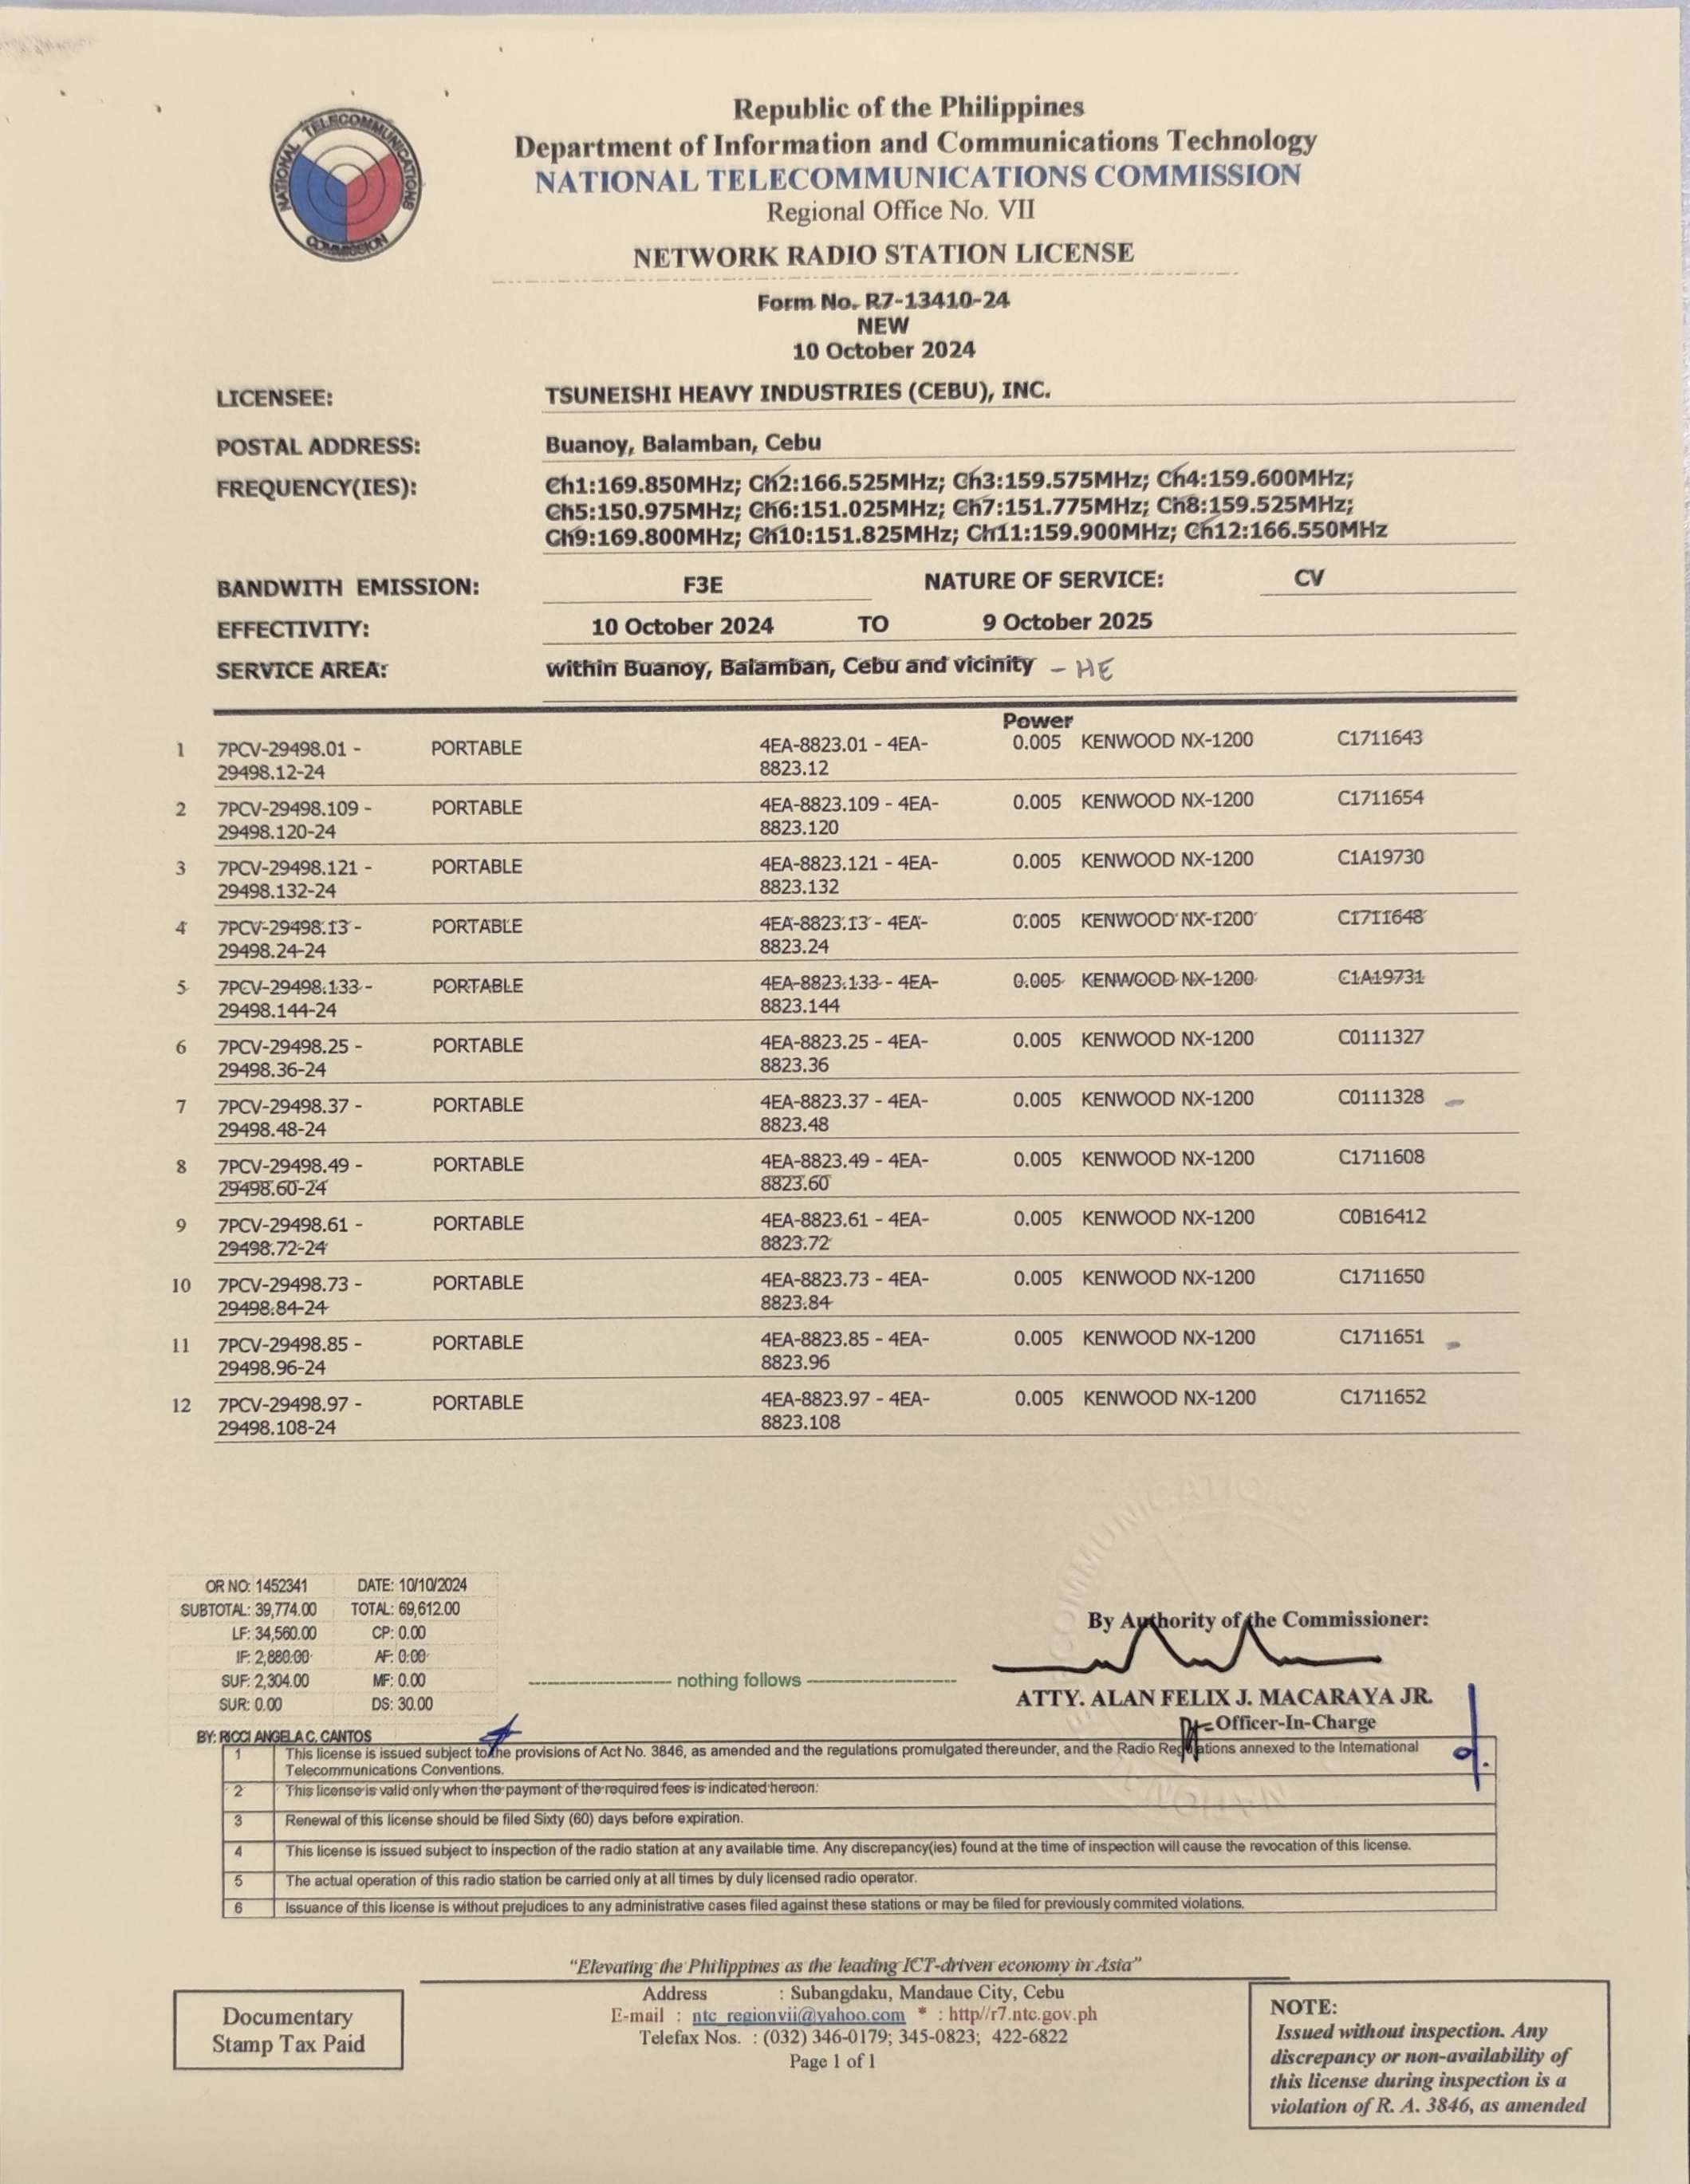 NATIONAL TELECOMMUNICATIONS COMMISSION
Republic of the Philippines
Department of Information and Communications Technology
NATIONAL TELECOMMUNICATIONS COMMISSION
Regional Office No. VII
NETWORK RADIO STATION LICENSE
Form No. R7-13410-24
NEW
10 October 2024
LICENSEE: TSUNEISHI HEAVY INDUSTRIES (CEBU), INC.
POSTAL ADDRESS: Buanoy, Balamban, Cebu
FREQUENCY(IES): Ch1:169.850MHz; Ch2:166.525MHz; Ch3:159.575MHz; Ch4:159.600MHz;
Ch5:150.975MHz; Ch6:151.025MHz; Ch7:151.775MHz; Ch8:159.525MHz;
Ch9:169.800MHz; Ch10:151.825MHz; Ch11:159.900MHz; Ch12:166.550MHz
BANDWITH EMISSION: F3E NATURE OF SERVICE: CV
EFFECTIVITY: 10 October 2024 TO 9 October 2025
SERVICE AREA: within Buanoy, Balamban, Cebu and vicinity - HE
Power
1 7PCV-29498.01 - PORTABLE 4EA-8823.01 - 4EA- 0.005 KENWOOD NX-1200 C1711643
29498.12-24 8823.12
2 7PCV-29498.109 - PORTABLE 4EA-8823.109 - 4EA- 0.005 KENWOOD NX-1200 C1711654
29498.120-24 8823.120
3 7PCV-29498.121 - PORTABLE 4EA-8823.121 - 4EA- 0.005 KENWOOD NX-1200 C1A19730
29498.132-24 8823.132
4 7PCV-29498.13 - PORTABLE 4EA-8823.13 - 4EA- 0.005 KENWOOD NX-1200 C1711648
29498.24-24 8823.24
5 7PCV-29498.133 - PORTABLE 4EA-8823.133 - 4EA- 0.005 KENWOOD NX-1200 C1A19731
29498.144-24 8823.144
6 7PCV-29498.25 - PORTABLE 4EA-8823.25 - 4EA- 0.005 KENWOOD NX-1200 C0111327
29498.36-24 8823.36
7 7PCV-29498.37 - PORTABLE 4EA-8823.37 - 4EA- 0.005 KENWOOD NX-1200 C0111328
29498.48-24 8823.48
8 7PCV-29498.49 - PORTABLE 4EA-8823.49 - 4EA- 0.005 KENWOOD NX-1200 C1711608
29498.60-24 8823.60
9 7PCV-29498.61 - PORTABLE 4EA-8823.61 - 4EA- 0.005 KENWOOD NX-1200 C0B16412
29498.72-24 8823.72
10 7PCV-29498.73 - PORTABLE 4EA-8823.73 - 4EA- 0.005 KENWOOD NX-1200 C1711650
29498.84-24 8823.84
11 7PCV-29498.85 - PORTABLE 4EA-8823.85 - 4EA- 0.005 KENWOOD NX-1200 C1711651
29498.96-24 8823.96
12 7PCV-29498.97 - PORTABLE 4EA-8823.97 - 4EA- 0.005 KENWOOD NX-1200 C1711652
29498.108-24 8823.108
OR NO: 1452341 DATE: 10/10/2024
SUBTOTAL: 39,774.00 TOTAL: 69,612.00
LF: 34,560.00 CP: 0.00
IF: 2,880.00 AF: 0.00
SUF: 2,304.00 MF: 0.00
SUR: 0.00 DS: 30.00
BY: RICCI ANGELA C. CANTOS
-------------------- nothing follows ---------------------
By Authority of the Commissioner:
ATTY. ALAN FELIX J. MACARAYA JR.
Officer-In-Charge
1 This license is issued subject to the provisions of Act No. 3846, as amended and the regulations promulgated thereunder, and the Radio Regulations annexed to the International
Telecommunications Conventions.
2 This license is valid only when the payment of the required fees is indicated hereon.
3 Renewal of this license should be filed Sixty (60) days before expiration.
4 This license is issued subject to inspection of the radio station at any available time. Any discrepancy(ies) found at the time of inspection will cause the revocation of this license.
5 The actual operation of this radio station be carried only at all times by duly licensed radio operator.
6 Issuance of this license is without prejudices to any administrative cases filed against these stations or may be filed for previously commited violations.
"Elevating the Philippines as the leading ICT-driven economy in Asia"
Address : Subangdaku, Mandaue City, Cebu
E-mail : ntc_regionvii@yahoo.com * : http//r7.ntc.gov.ph
Telefax Nos. : (032) 346-0179; 345-0823; 422-6822
Page 1 of 1
Documentary
Stamp Tax Paid
NOTE:
Issued without inspection. Any
discrepancy or non-availability of
this license during inspection is a
violation of R. A. 3846, as amended